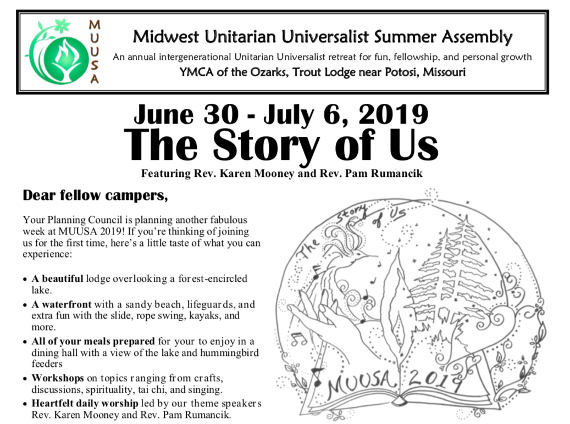 MUUSA
Midwest Unitarian Universalist Summer Assembly
An annual intergenerational Unitarian Universalist retreat for fun, fellowship, and personal growth
YMCA of the Ozarks, Trout Lodge near Potosi, Missouri
June 30 - July 6, 2019
The Story of Us
Featuring Rev. Karen Mooney and Rev. Pam Rumancik
Dear fellow campers,
Your Planning Council is planning another fabulous
week at MUUSA 2019! If you're thinking of joining
us for the first time, here's a little taste of what you can
experience:
• A beautiful lodge overlooking a forest-encircled
lake.
• A waterfront with a sandy beach, lifeguards, and
extra fun with the slide, rope swing, kayaks, and
more.
• All of your meals prepared for your to enjoy in a
dining hall with a view of the lake and hummingbird
feeders
• Workshops on topics ranging from crafts,
discussions, spirituality, tai chi, and singing.
• Heartfelt daily worship led by our theme speakers
Rev. Karen Mooney and Rev. Pam Rumancik.
The Story of Us
MUUSA 2019